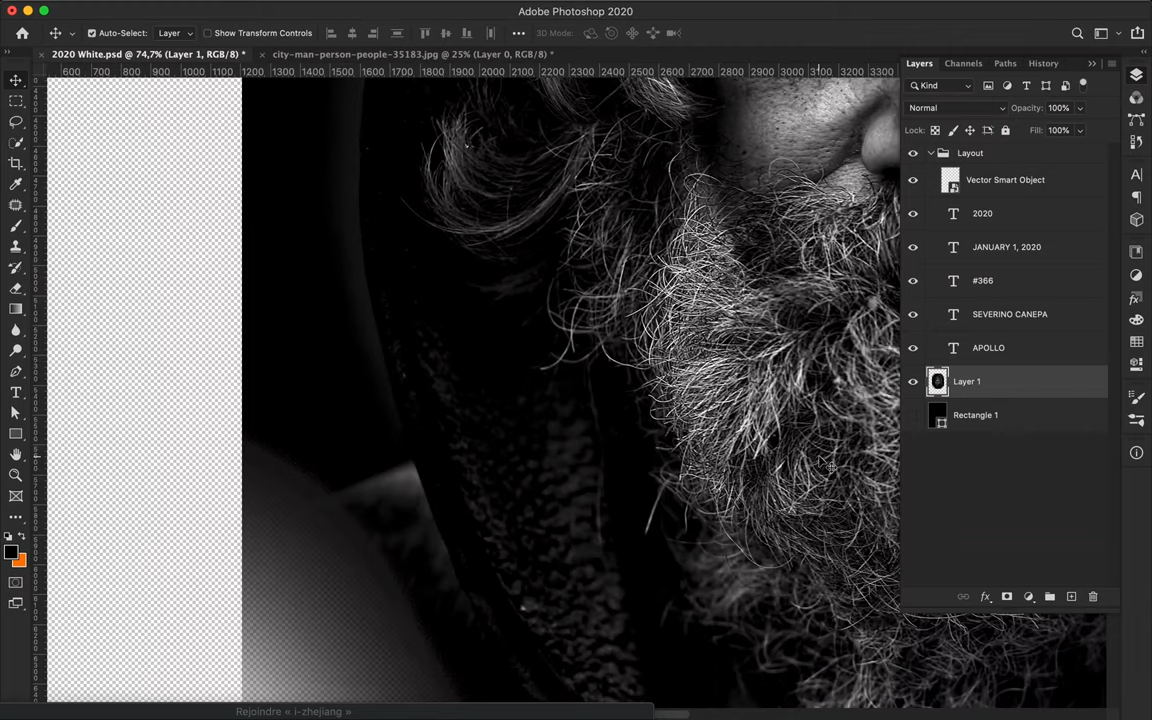 Adobe Photoshop 2020
Auto-Select: Layer Show Transform Controls 3D Mode:
2020 White.psd @ 74,7% (Layer 1, RGB/8) * city-man-person-people-35183.jpg @ 25% (Layer 0, RGB/8) *
600 700 800 900 1000 1100 1200 1300 1400 1500 1600 1700 1800 1900 2000 2100 2200 2300 2400 2500 2600 2700 2800 2900 3000 3100 3200 3300
Layers Channels Paths History
Kind
Normal Opacity: 100%
Lock: Fill: 100%
Layout
Vector Smart Object
2020
JANUARY 1, 2020
#366
SEVERINO CANEPA
APOLLO
Layer 1
Rectangle 1
Rejoindre « i-zhejiang »